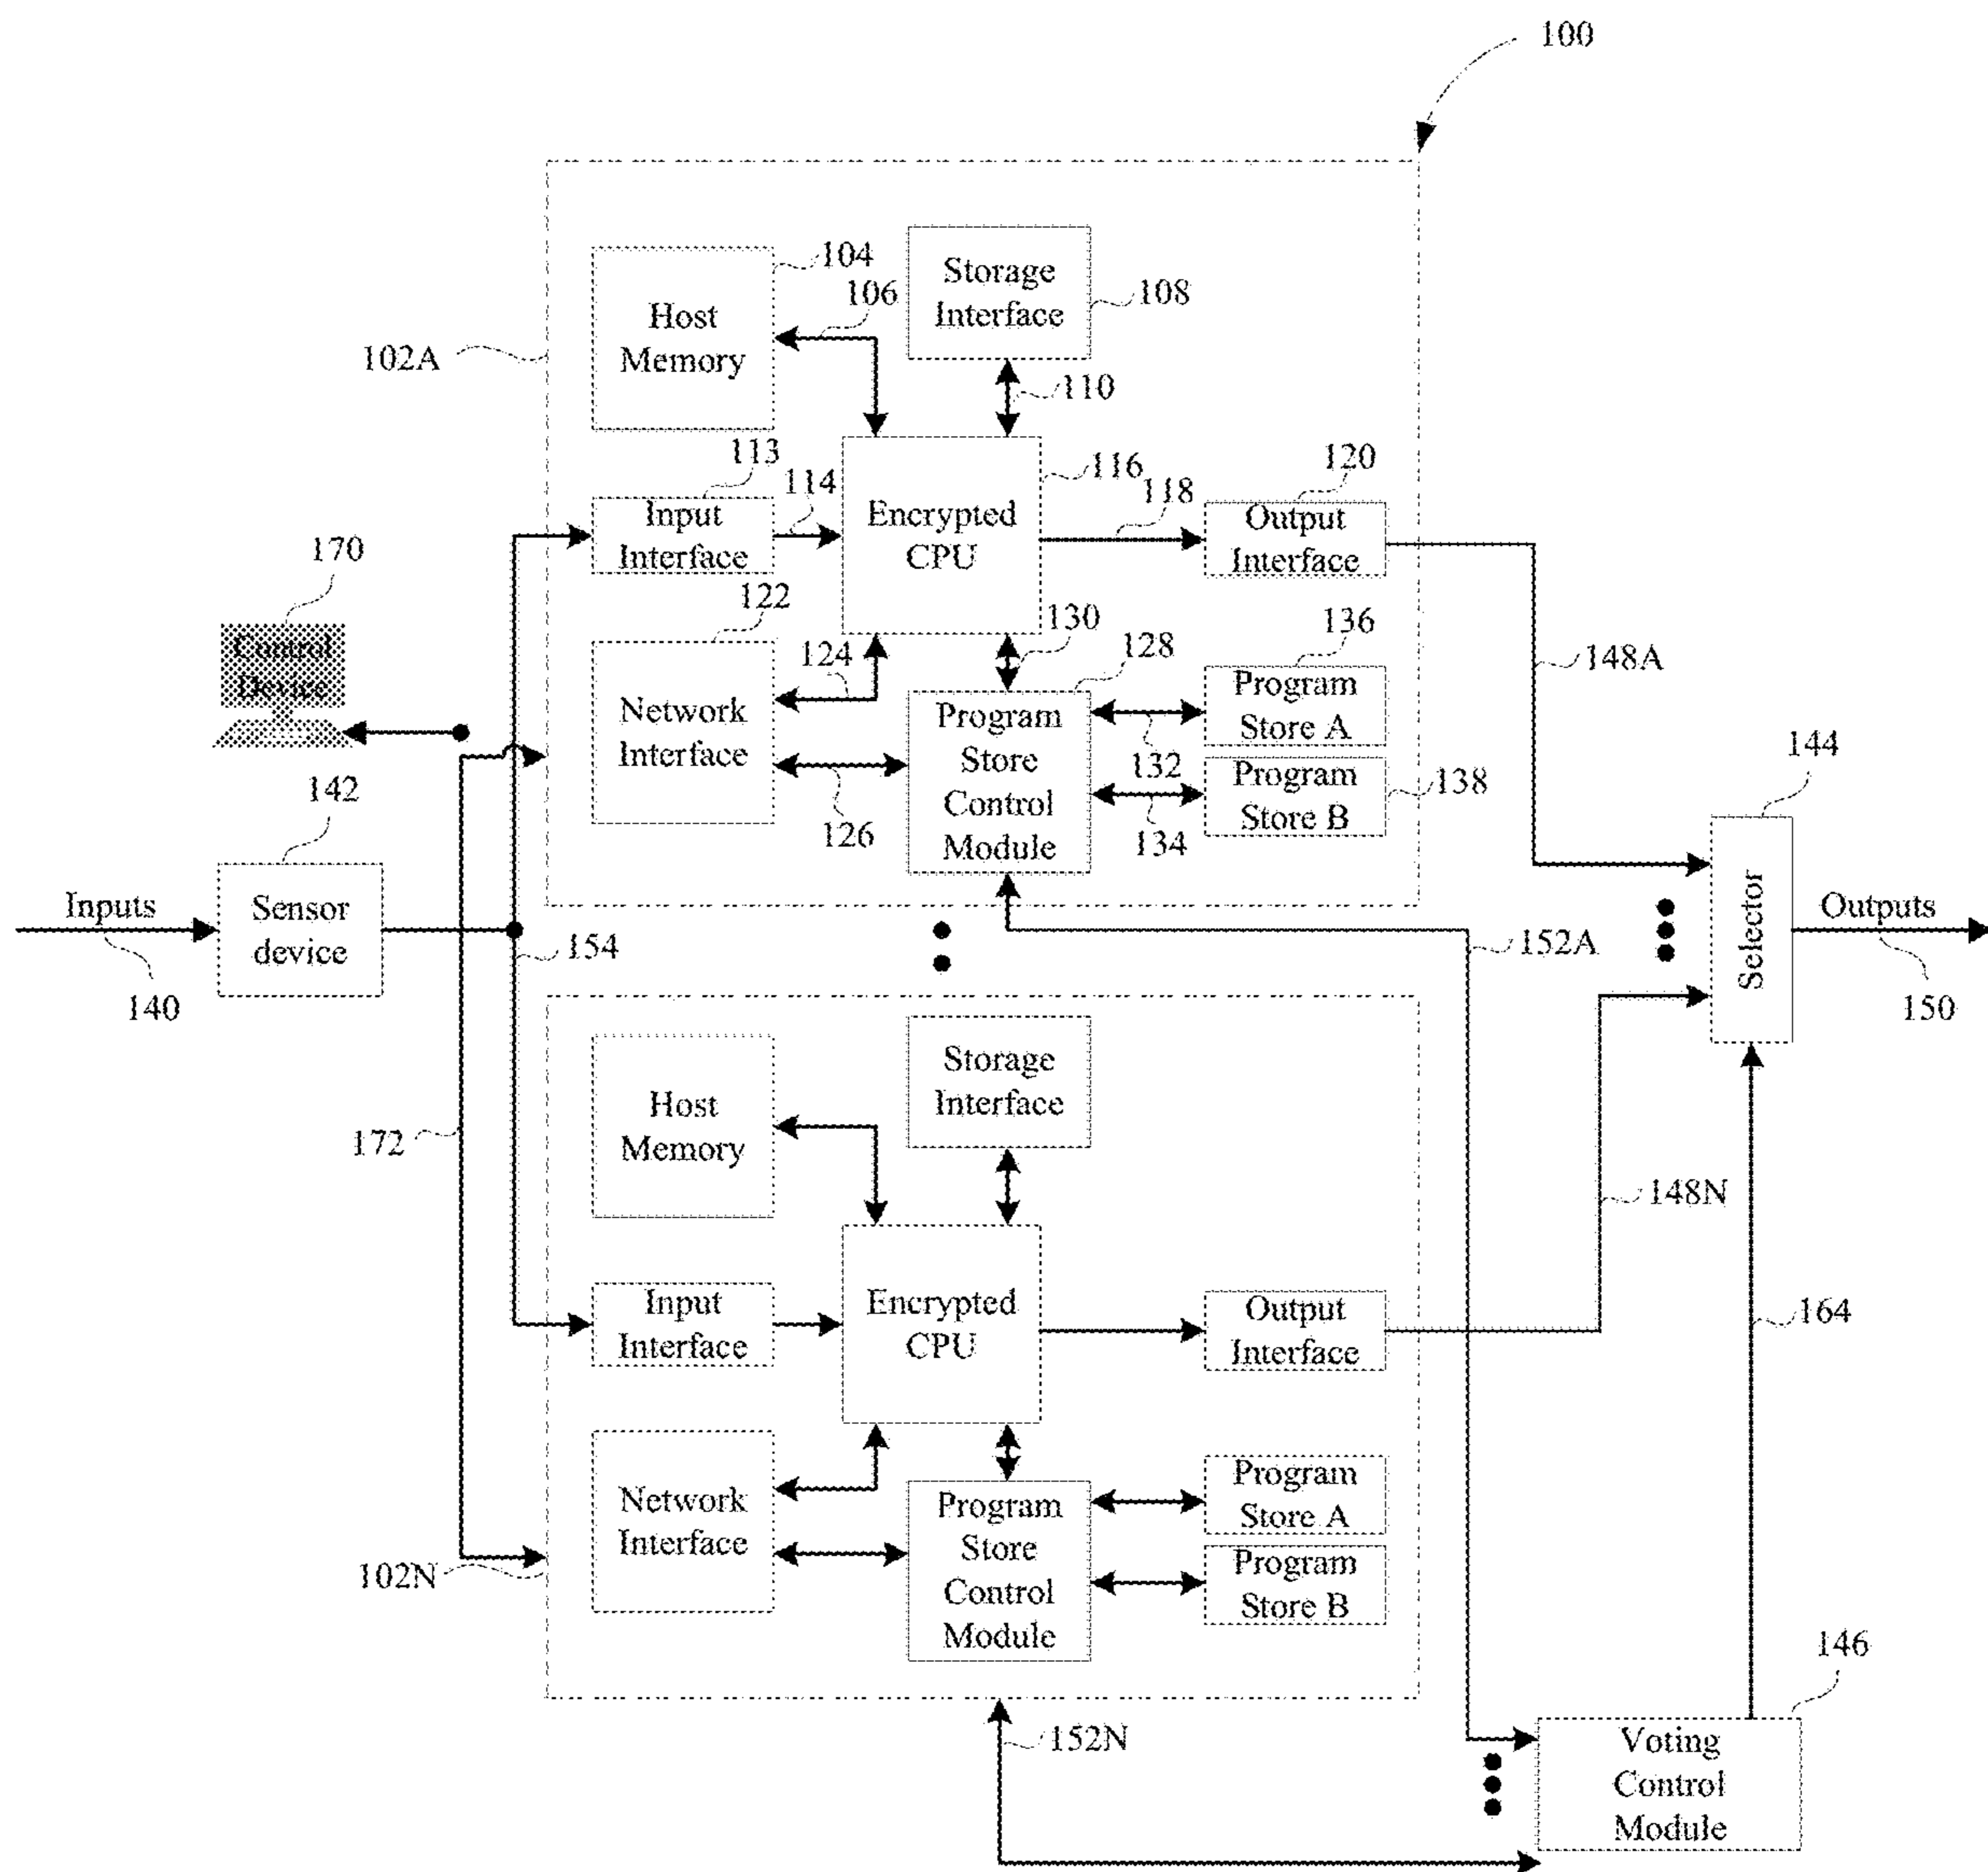 100
104
106
Host
Memory
Storage
Interface
108
102A
110
113
114
Input
Interface
Encrypted
CPU
116
118
120
Output
Interface
170
Control
Device
122
124
Network
Interface
126
130
128
Program
Store
Control
Module
132
134
136
Program
Store A
Program
Store B
138
148A
144
Selector
142
Inputs
140
Sensor
device
154
152A
Outputs
150
172
Host
Memory
Storage
Interface
Input
Interface
Encrypted
CPU
Output
Interface
148N
164
102N
Network
Interface
Program
Store
Control
Module
Program
Store A
Program
Store B
152N
146
Voting
Control
Module